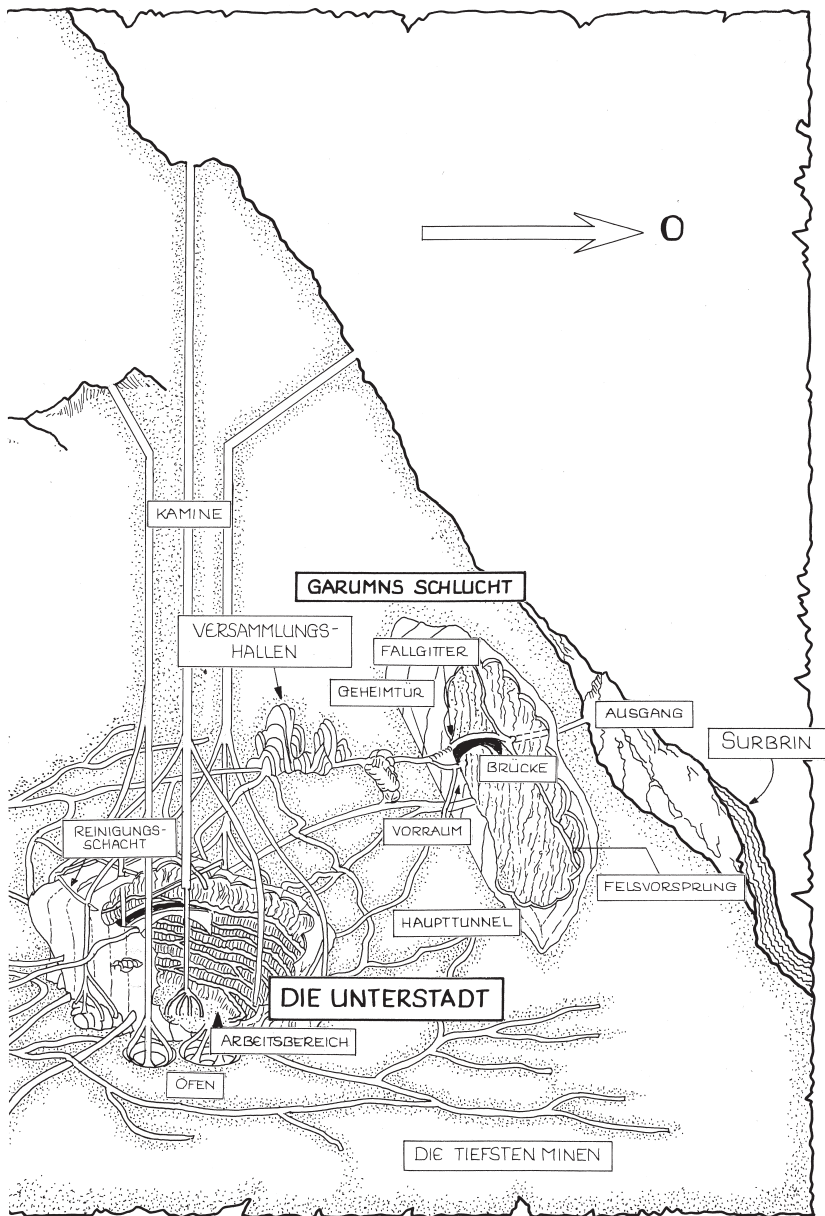 O
KAMINE
GARUMNS SCHLUCHT
VERSAMMLUNGS-
HALLEN
FALLGITTER
GEHEIMTÜR
AUSGANG
SURBRIN
BRÜCKE
REINIGUNGS-
SCHACHT
VORRAUM
FELSVORSPRUNG
HAUPTTUNNEL
DIE UNTERSTADT
ARBEITSBEREICH
ÖFEN
DIE TIEFSTEN MINEN